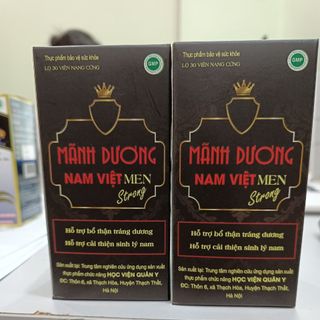 Thực phẩm bảo vệ sức khỏe
LỌ 30 VIÊN NANG CỨNG
GMP
MÃNH DƯƠNG
NAM VIỆT MEN
Strong
Hỗ trợ bổ thận tráng dương
Hỗ trợ cải thiện sinh lý nam
Sản xuất tại: Trung tâm nghiên cứu ứng dụng sản xuất
thực phẩm chức năng HỌC VIỆN QUÂN Y
ĐC: Thôn 6, xã Thạch Hòa, Huyện Thạch Thất,
Hà Nội
Thực phẩm bảo vệ sức khỏe
LỌ 30 VIÊN NANG CỨNG
GMP
MÃNH DƯƠNG
NAM VIỆT MEN
Strong
Hỗ trợ bổ thận tráng dương
Hỗ trợ cải thiện sinh lý nam
Sản xuất tại: Trung tâm nghiên cứu ứng dụng sản xuất
thực phẩm chức năng HỌC VIỆN QUÂN Y
ĐC: Thôn 6, xã Thạch Hòa, Huyện Thạch Thất,
Hà Nội